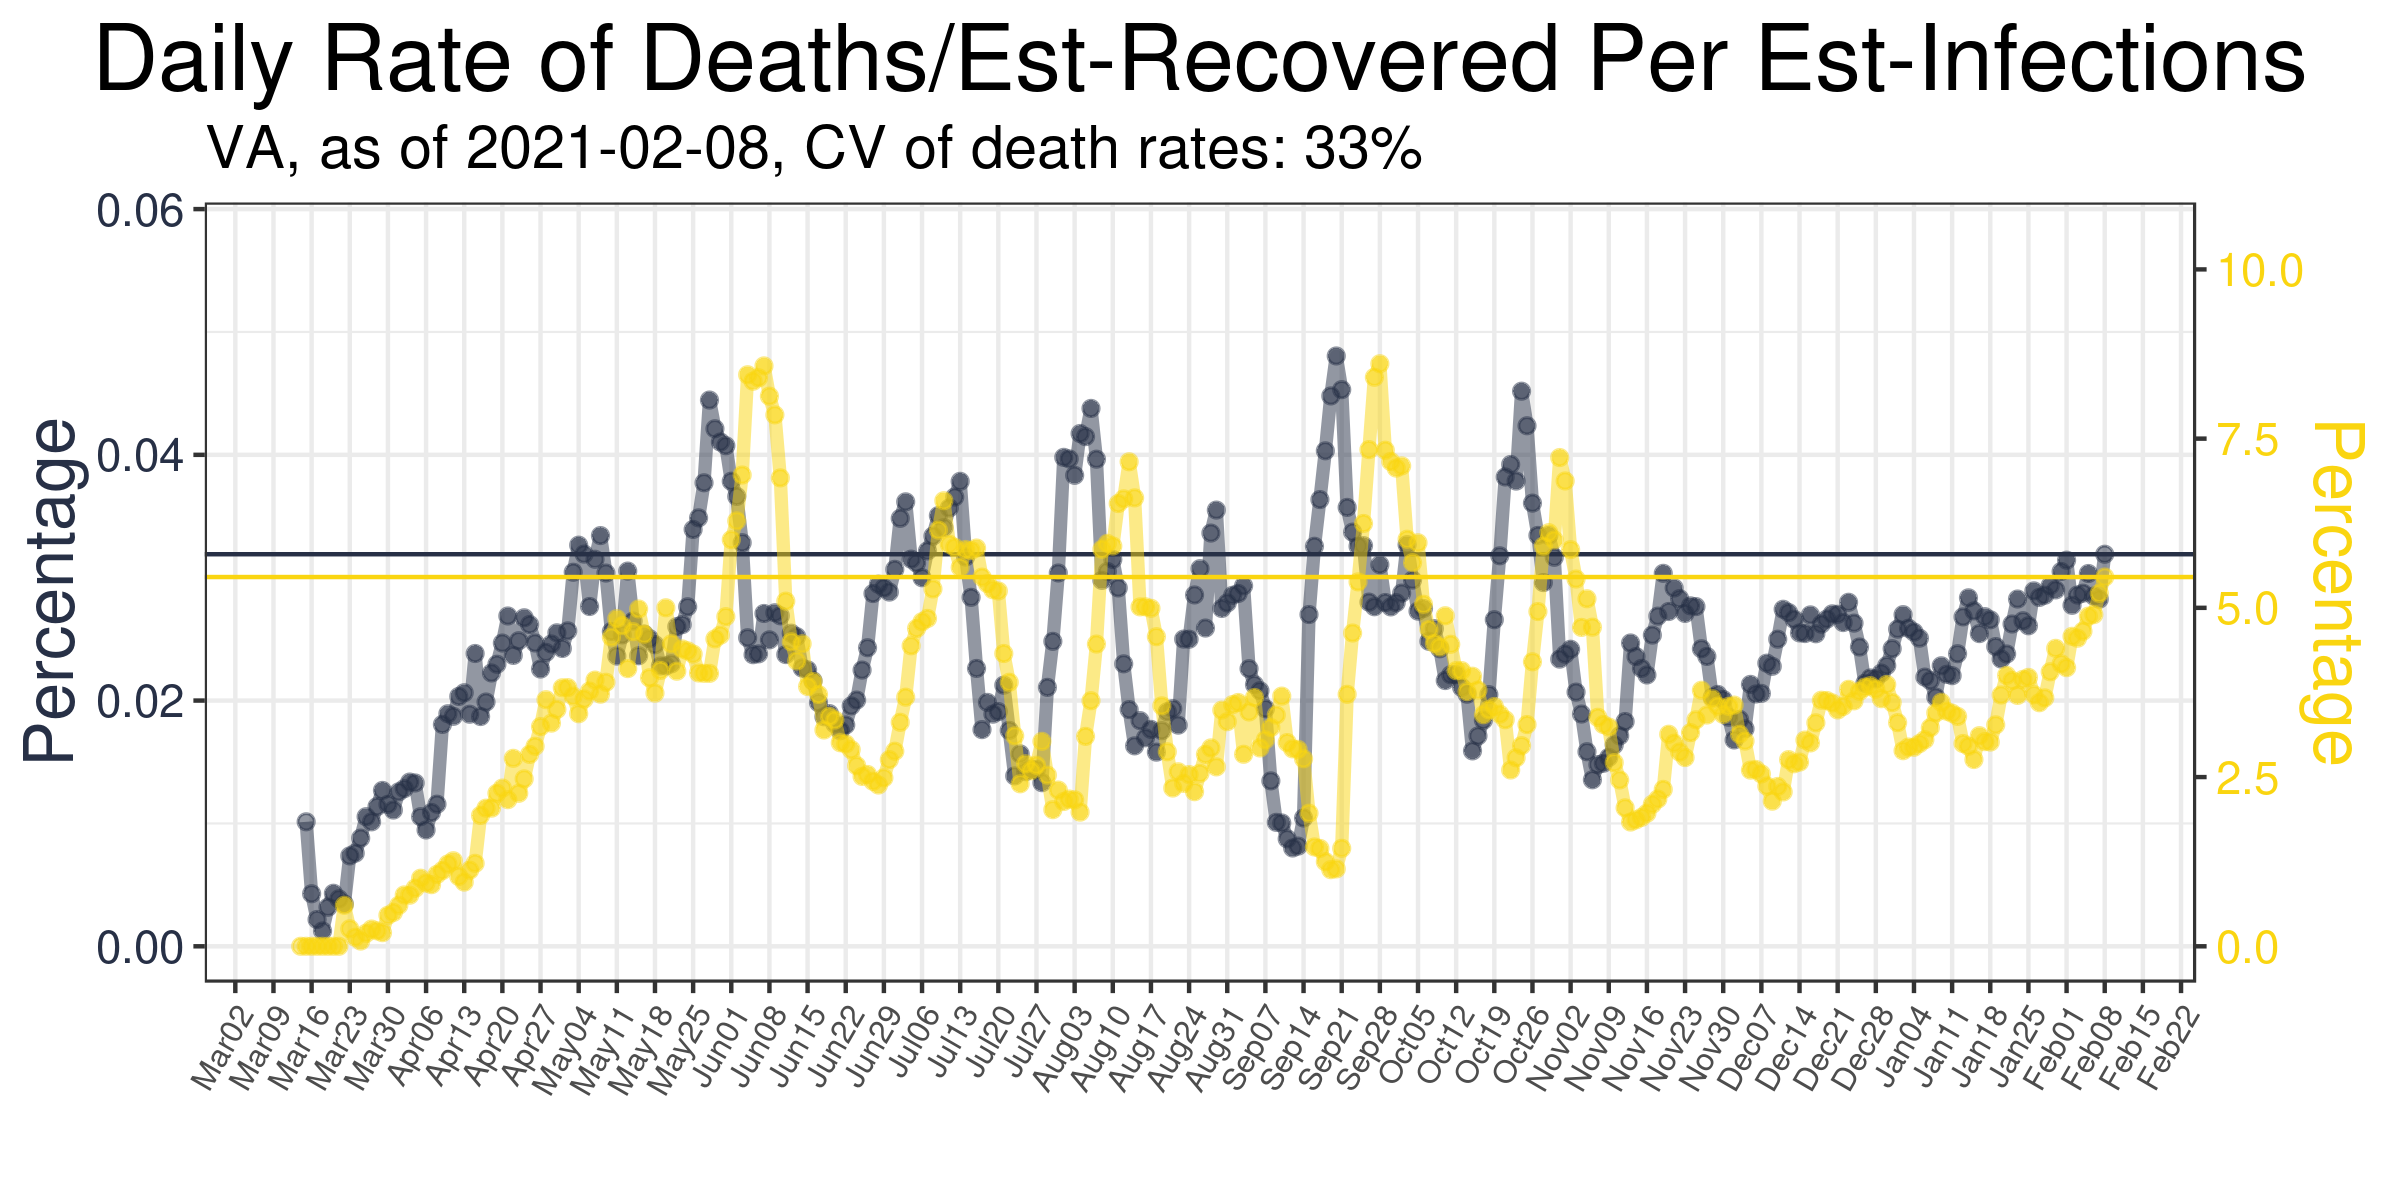 Daily Rate of Deaths/Est-Recovered Per Est-Infections
VA, as of 2021-02-08, CV of death rates: 33%
Percentage
0.06
0.04
0.02
0.00
10.0
7.5
5.0
2.5
0.0
Percentage
Mar02
Mar09
Mar16
Mar23
Mar30
Apr06
Apr13
Apr20
Apr27
May04
May11
May18
May25
Jun01
Jun08
Jun15
Jun22
Jun29
Jul06
Jul13
Jul20
Jul27
Aug03
Aug10
Aug17
Aug24
Aug31
Sep07
Sep14
Sep21
Sep28
Oct05
Oct12
Oct19
Oct26
Nov02
Nov09
Nov16
Nov23
Nov30
Dec07
Dec14
Dec21
Dec28
Jan04
Jan11
Jan18
Jan25
Feb01
Feb08
Feb15
Feb22